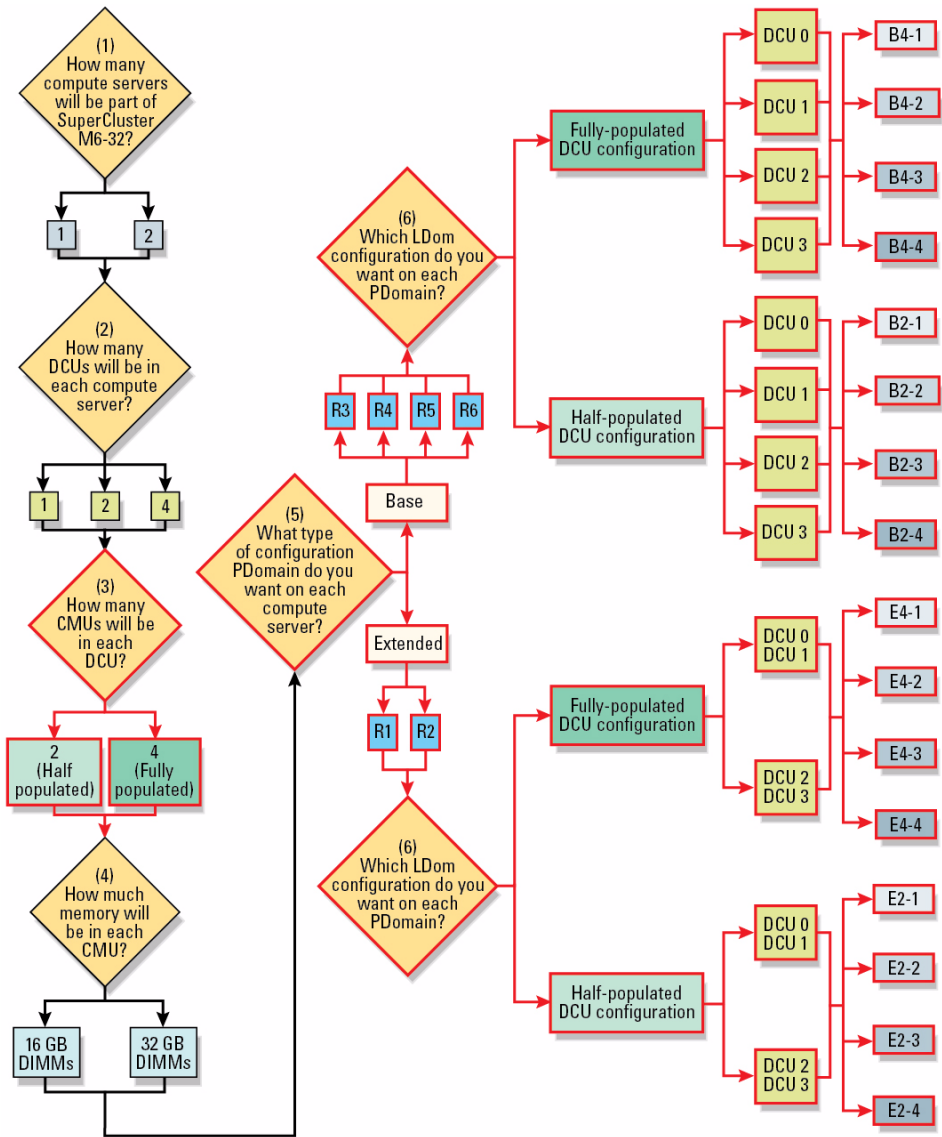 (1)
How many
compute servers
will be part of
SuperCluster
M6-32?
1
2
(2)
How many
DCUs will be in
each compute
server?
1
2
4
(3)
How many
CMUs will be
in each
DCU?
2
(Half
populated)
4
(Fully
populated)
(4)
How much
memory will
be in each
CMU?
16 GB
DIMMs
32 GB
DIMMs
(5)
What type
of configuration
PDomain do you
want on each
compute
server?
Base
R3
R4
R5
R6
(6)
Which LDom
configuration do you
want on each
PDomain?
Fully-populated
DCU configuration
DCU 0
DCU 1
DCU 2
DCU 3
B4-1
B4-2
B4-3
B4-4
Half-populated
DCU configuration
DCU 0
DCU 1
DCU 2
DCU 3
B2-1
B2-2
B2-3
B2-4
Extended
R1
R2
(6)
Which LDom
configuration do you
want on each
PDomain?
Fully-populated
DCU configuration
DCU 0
DCU 1
DCU 2
DCU 3
E4-1
E4-2
E4-3
E4-4
Half-populated
DCU configuration
DCU 0
DCU 1
DCU 2
DCU 3
E2-1
E2-2
E2-3
E2-4